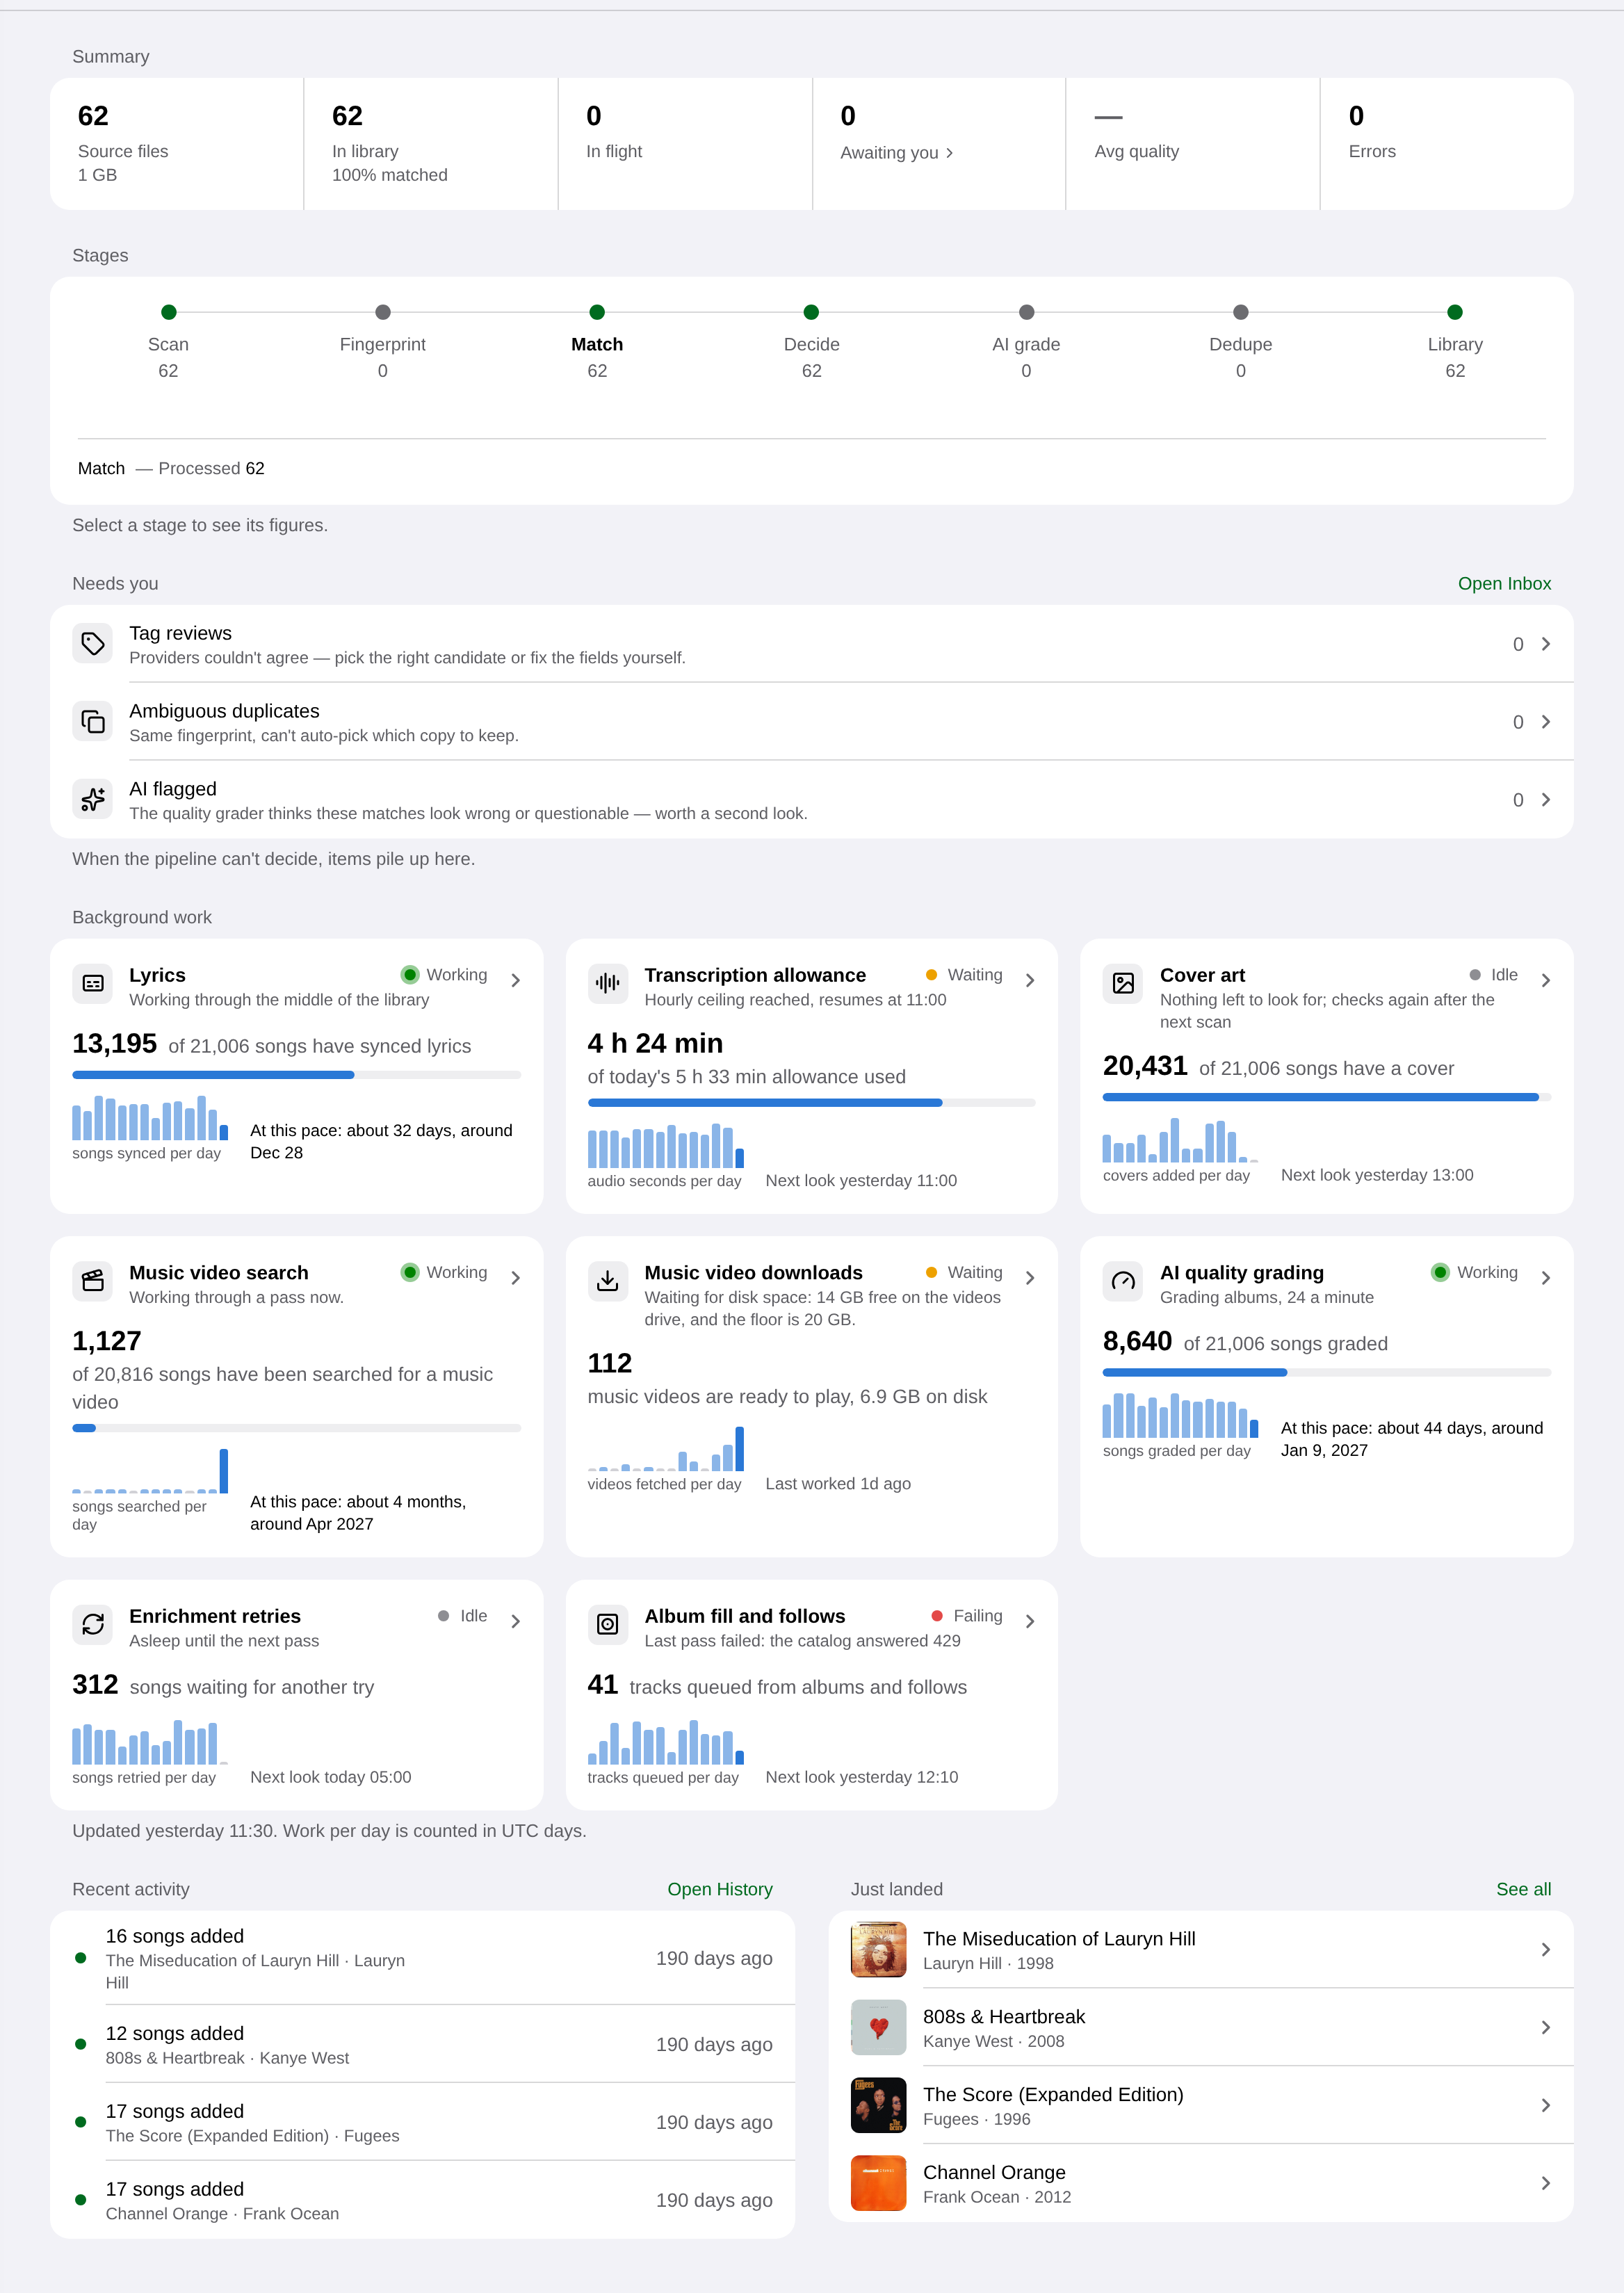 Summary
62
Source files
1 GB
62
In library
100% matched
0
In flight
0
Awaiting you
—
Avg quality
0
Errors
Stages
Scan
62
Fingerprint
0
Match
62
Decide
62
AI grade
0
Dedupe
0
Library
62
Match — Processed 62
Select a stage to see its figures.
Needs you
Open Inbox
Tag reviews
Providers couldn't agree — pick the right candidate or fix the fields yourself.
0
Ambiguous duplicates
Same fingerprint, can't auto-pick which copy to keep.
0
AI flagged
The quality grader thinks these matches look wrong or questionable — worth a second look.
0
When the pipeline can't decide, items pile up here.
Background work
Lyrics
Working
Working through the middle of the library
13,195 of 21,006 songs have synced lyrics
songs synced per day
At this pace: about 32 days, around
Dec 28
Transcription allowance
Waiting
Hourly ceiling reached, resumes at 11:00
4 h 24 min
of today's 5 h 33 min allowance used
audio seconds per day
Next look yesterday 11:00
Cover art
Idle
Nothing left to look for; checks again after the
next scan
20,431 of 21,006 songs have a cover
covers added per day
Next look yesterday 13:00
Music video search
Working
Working through a pass now.
1,127
of 20,816 songs have been searched for a music
video
songs searched per
day
At this pace: about 4 months,
around Apr 2027
Music video downloads
Waiting
Waiting for disk space: 14 GB free on the videos
drive, and the floor is 20 GB.
112
music videos are ready to play, 6.9 GB on disk
videos fetched per day
Last worked 1d ago
AI quality grading
Working
Grading albums, 24 a minute
8,640 of 21,006 songs graded
songs graded per day
At this pace: about 44 days, around
Jan 9, 2027
Enrichment retries
Idle
Asleep until the next pass
312 songs waiting for another try
songs retried per day
Next look today 05:00
Album fill and follows
Failing
Last pass failed: the catalog answered 429
41 tracks queued from albums and follows
tracks queued per day
Next look yesterday 12:10
Updated yesterday 11:30. Work per day is counted in UTC days.
Recent activity
Open History
16 songs added
The Miseducation of Lauryn Hill · Lauryn
Hill
190 days ago
12 songs added
808s & Heartbreak · Kanye West
190 days ago
17 songs added
The Score (Expanded Edition) · Fugees
190 days ago
17 songs added
Channel Orange · Frank Ocean
190 days ago
Just landed
See all
The Miseducation of Lauryn Hill
Lauryn Hill · 1998
808s & Heartbreak
Kanye West · 2008
The Score (Expanded Edition)
Fugees · 1996
Channel Orange
Frank Ocean · 2012